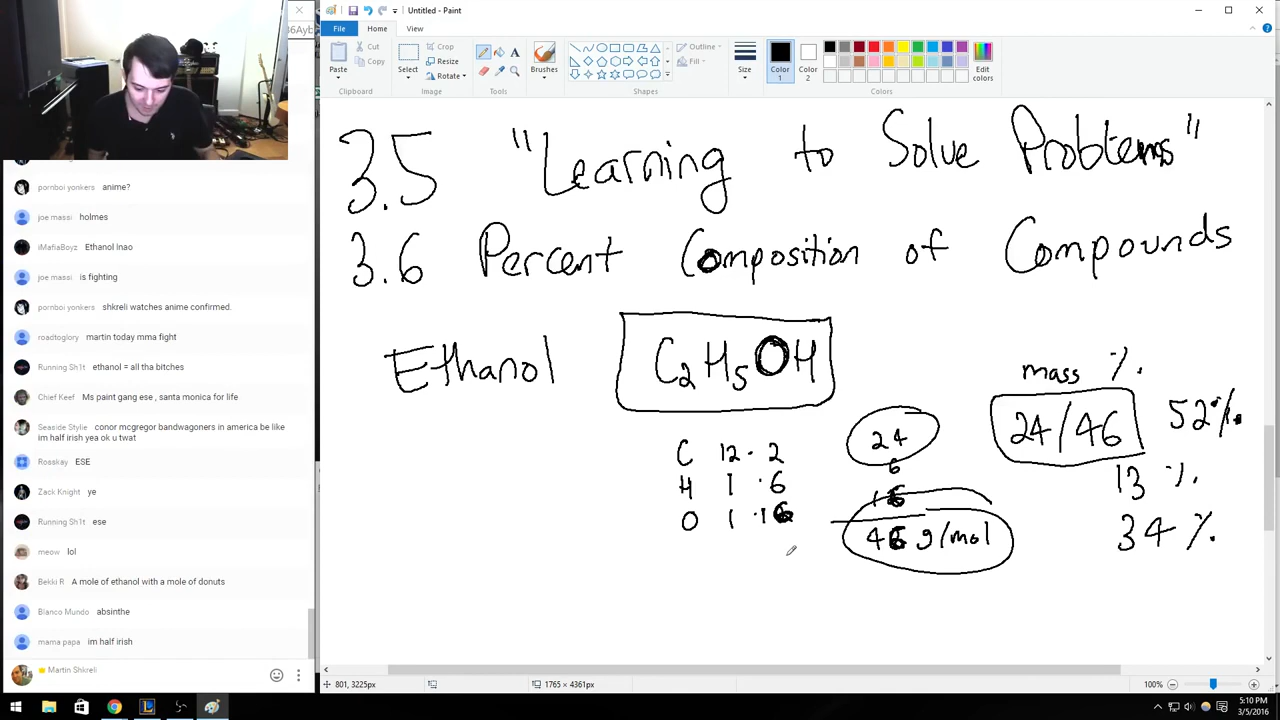 36Ayb
Untitled - Paint
File Home View
Paste
Cut
Copy
Clipboard
Select
Crop
Resize
Rotate
Image
Tools
Brushes
Shapes
Outline
Fill
Size
Color 1
Color 2
Colors
Edit colors
3.5 "Learning to Solve Problems"
3.6 Percent Composition of Compounds
Ethanol C2H5OH
mass %
24/46 52%
C 12 · 2 24
H 1 · 6 6 13 %
O 1 · 16 16
46 g/mol 34 %
pornboi yonkers anime?
joe massi holmes
iMafiaBoyz Ethanol lnao
joe massi is fighting
pornboi yonkers shkreli watches anime confirmed.
roadtoglory martin today mma fight
Running Sh1t ethanol = all tha bitches
Chief Keef Ms paint gang ese , santa monica for life
Seaside Stylie conor mcgregor bandwagoners in america be like
im half irish yea ok u twat
Rosskay ESE
Zack Knight ye
Running Sh1t ese
meow lol
Bekki R A mole of ethanol with a mole of donuts
Blanco Mundo absinthe
mama papa im half irish
Martin Shkreli
801, 3225px
1765 × 4361px
100%
5:10 PM
3/5/2016